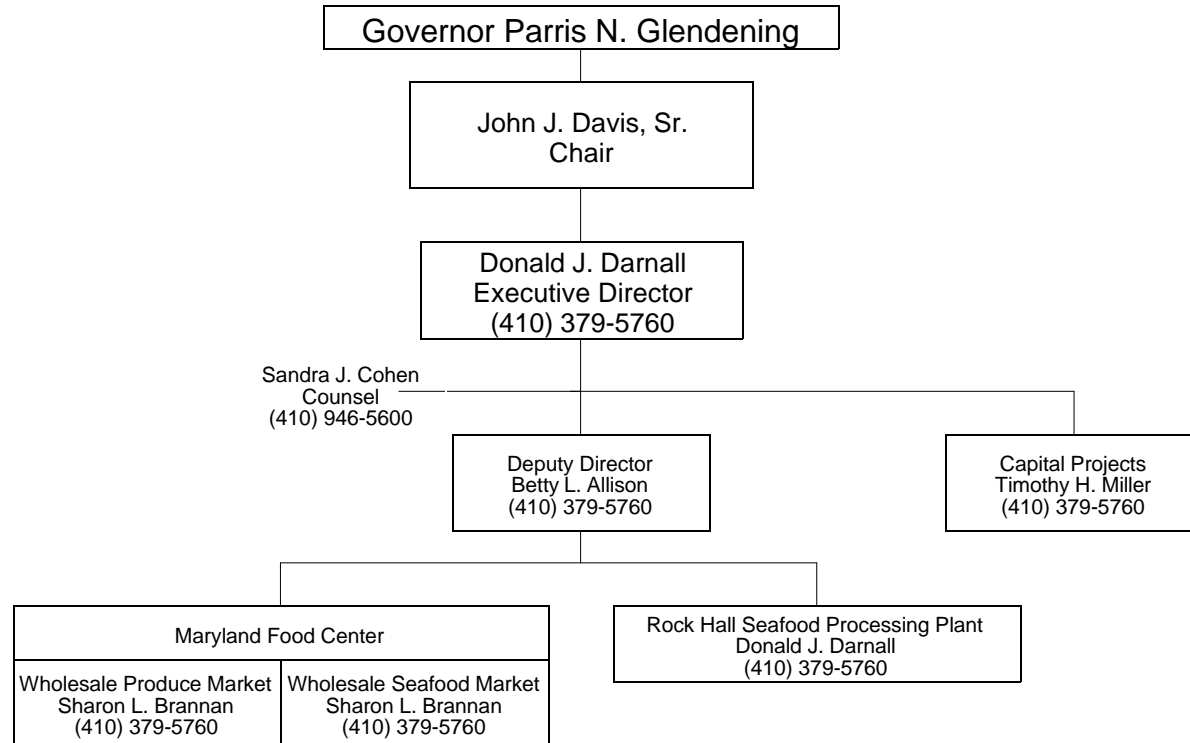 Governor Parris N. Glendening
John J. Davis, Sr.
Chair
Donald J. Darnall
Executive Director
(410) 379-5760
Sandra J. Cohen
Counsel
(410) 946-5600
Deputy Director
Betty L. Allison
(410) 379-5760
Capital Projects
Timothy H. Miller
(410) 379-5760
Maryland Food Center
Wholesale Produce Market
Sharon L. Brannan
(410) 379-5760
Wholesale Seafood Market
Sharon L. Brannan
(410) 379-5760
Rock Hall Seafood Processing Plant
Donald J. Darnall
(410) 379-5760